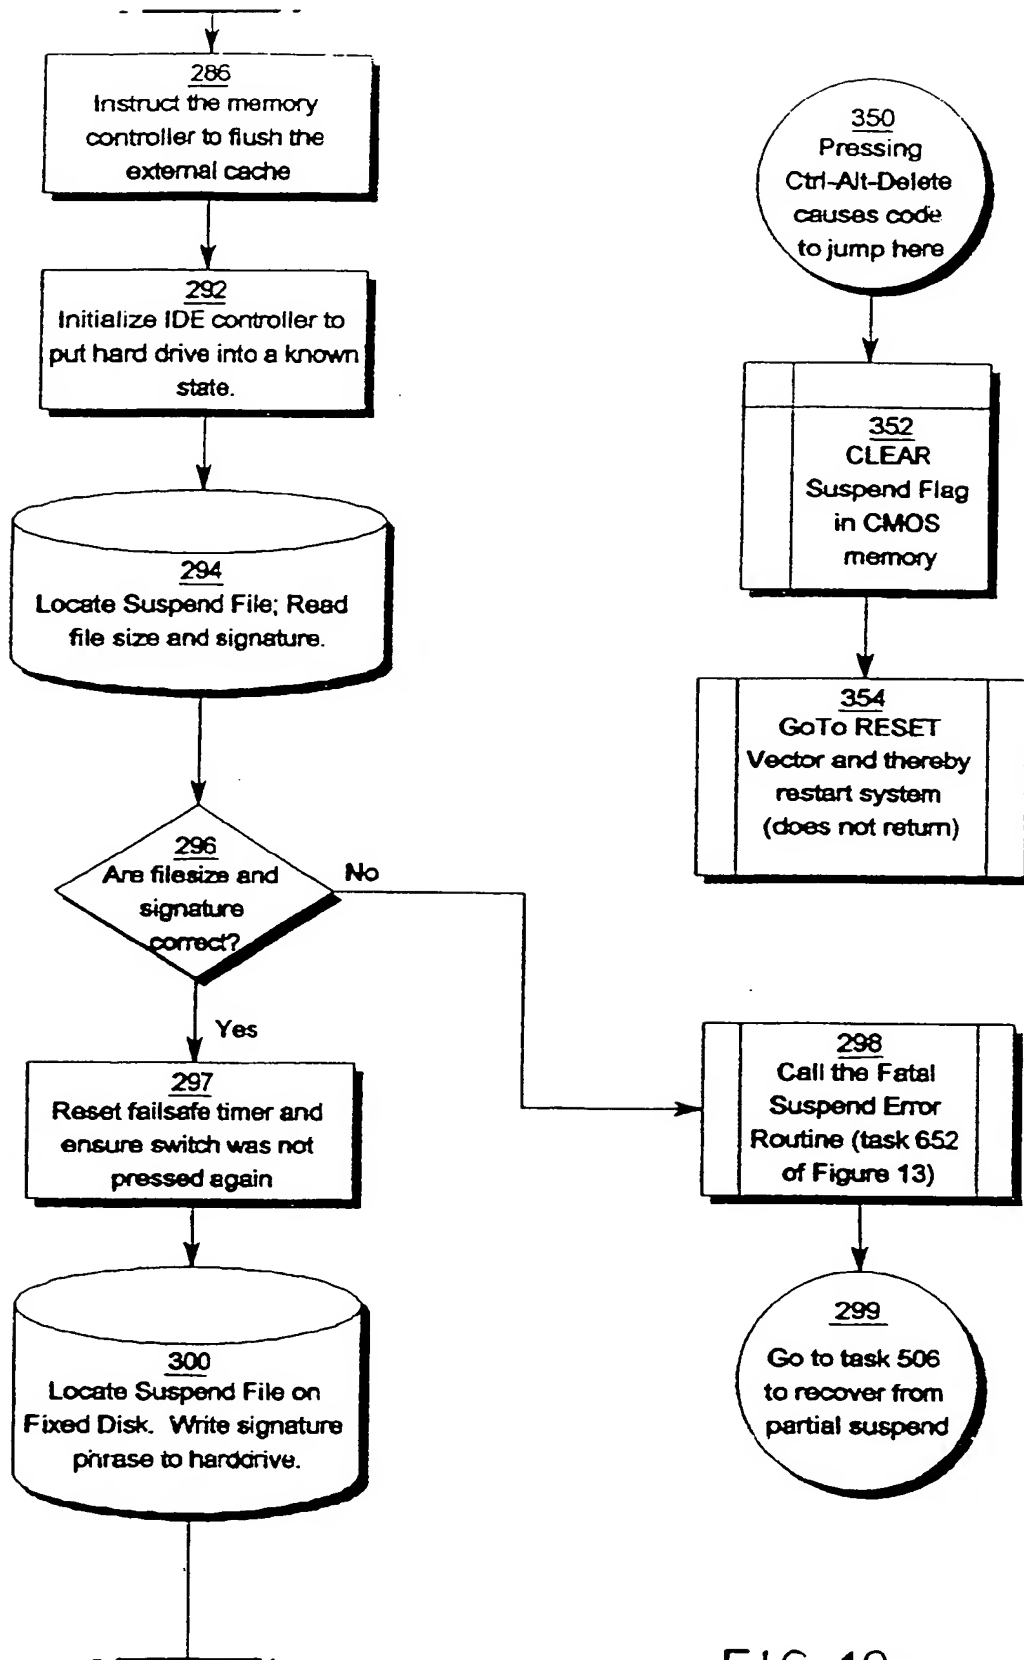 286
Instruct the memory
controller to flush the
external cache
292
Initialize IDE controller to
put hard drive into a known
state.
294
Locate Suspend File; Read
file size and signature.
296
Are filesize and
signature
correct?
No
Yes
297
Reset failsafe timer and
ensure switch was not
pressed again
300
Locate Suspend File on
Fixed Disk. Write signature
phrase to harddrive.
350
Pressing
Ctrl-Alt-Delete
causes code
to jump here
352
CLEAR
Suspend Flag
in CMOS
memory
354
GoTo RESET
Vector and thereby
restart system
(does not return)
298
Call the Fatal
Suspend Error
Routine (task 652
of Figure 13)
299
Go to task 506
to recover from
partial suspend